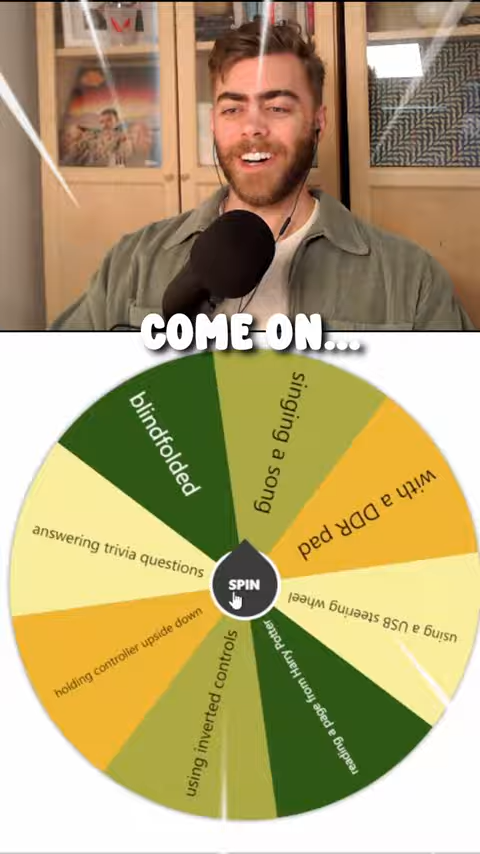 COME ON...
blindfolded
singing a song
with a DDR pad
answering trivia questions
SPIN
using a USB steering wheel
holding controller upside down
using inverted controls
reading a page from Harry Potter